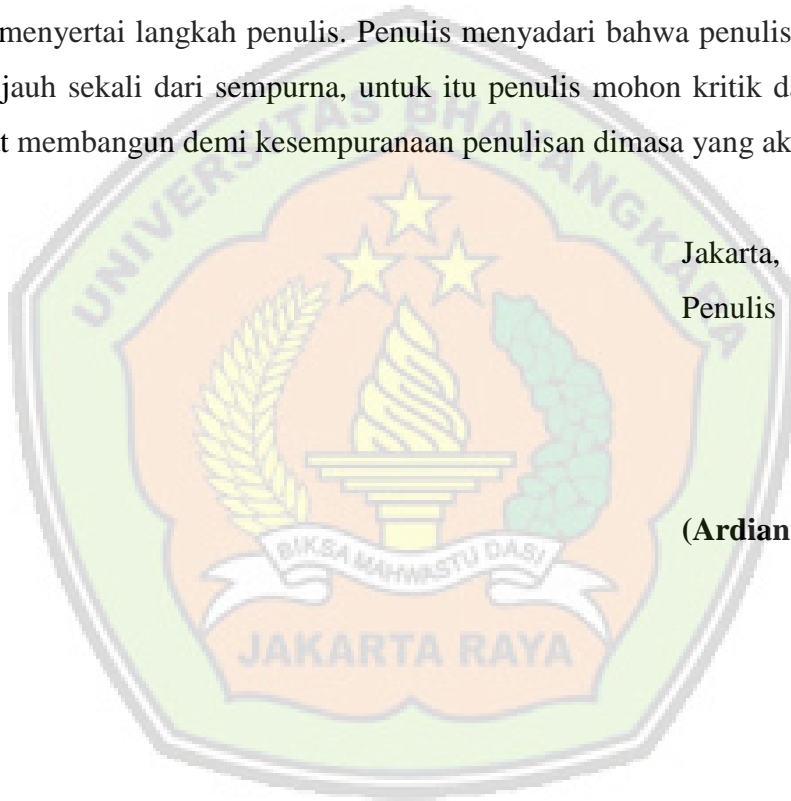 menyertai langkah penulis. Penulis menyadari bahwa penulis
jauh sekali dari sempurna, untuk itu penulis mohon kritik da
t membangun demi kesempuranaan penulisan dimasa yang ak
UNIVERSITAS BHAYANGKARA
Jakarta,
Penulis
(Ardian
BIKSA MAHWASTU DASI
JAKARTA RAYA